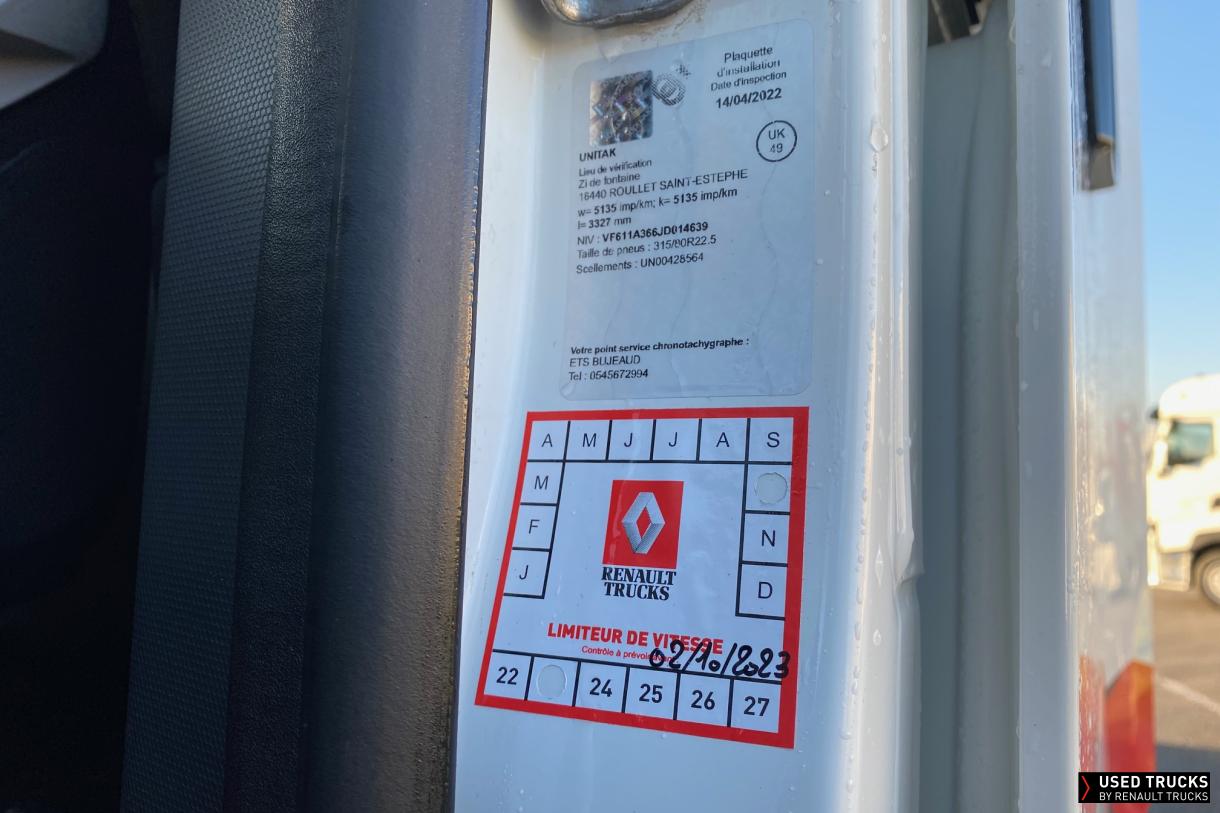 Plaquette
d'installation
Date d'inspection
14/04/2022
UK
49
UNITAK
Lieu de vérification
Zi de fontaine
16440 ROULLET SAINT-ESTEPHE
w= 5135 imp/km; k= 5135 imp/km
l= 3327 mm
NIV : VF611A366JD014639
Taille de pneus : 315/80R22.5
Scellements : UN00428564
Votre point service chronotachygraphe :
ETS BUJEAUD
Tel : 0545672994
A M J J A S
M
F N
J D
RENAULT
TRUCKS
LIMITEUR DE VITESSE
Contrôle à prévoir
02/10/2023
22 24 25 26 27
USED TRUCKS
BY RENAULT TRUCKS